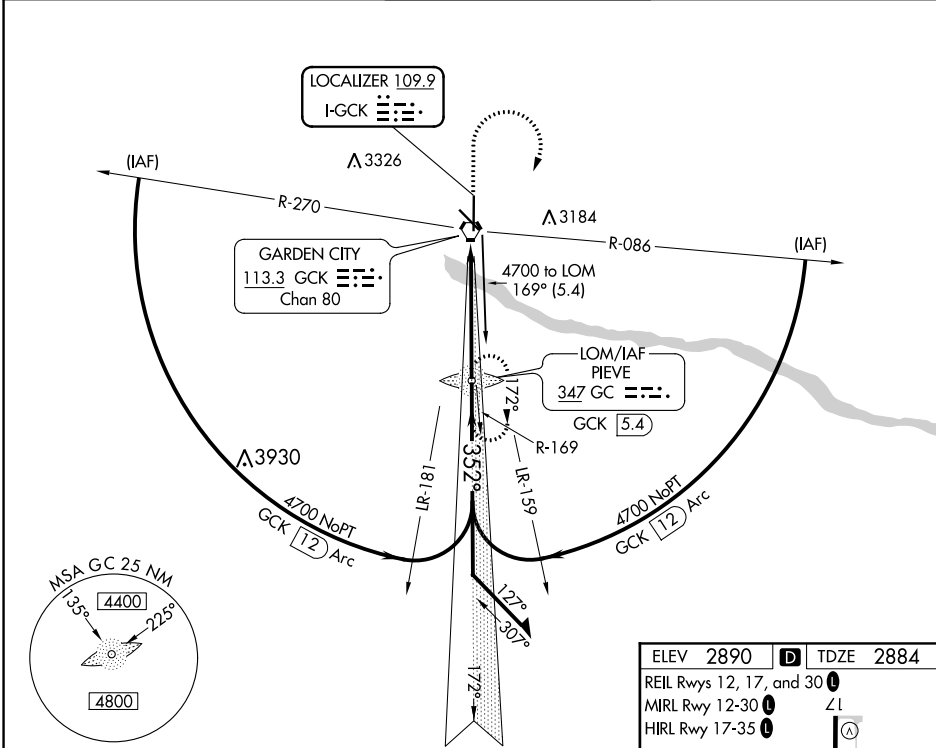 LOCALIZER 109.9
I-GCK
(IAF)
3326
R-270
3184
R-086
(IAF)
GARDEN CITY
113.3 GCK
Chan 80
4700 to LOM
169° (5.4)
LOM/IAF
PIEVE
347 GC
GCK 5.4
172°
R-169
352°
LR-181
LR-159
3930
4700 NoPT
GCK 12 Arc
4700 NoPT
GCK 12 Arc
127°
307°
172°
MSA GC 25 NM
135°
4400
225°
4800
ELEV 2890 D TDZE 2884
REIL Rwys 12, 17, and 30 L
MIRL Rwy 12-30 L
HIRL Rwy 17-35 L
17
V